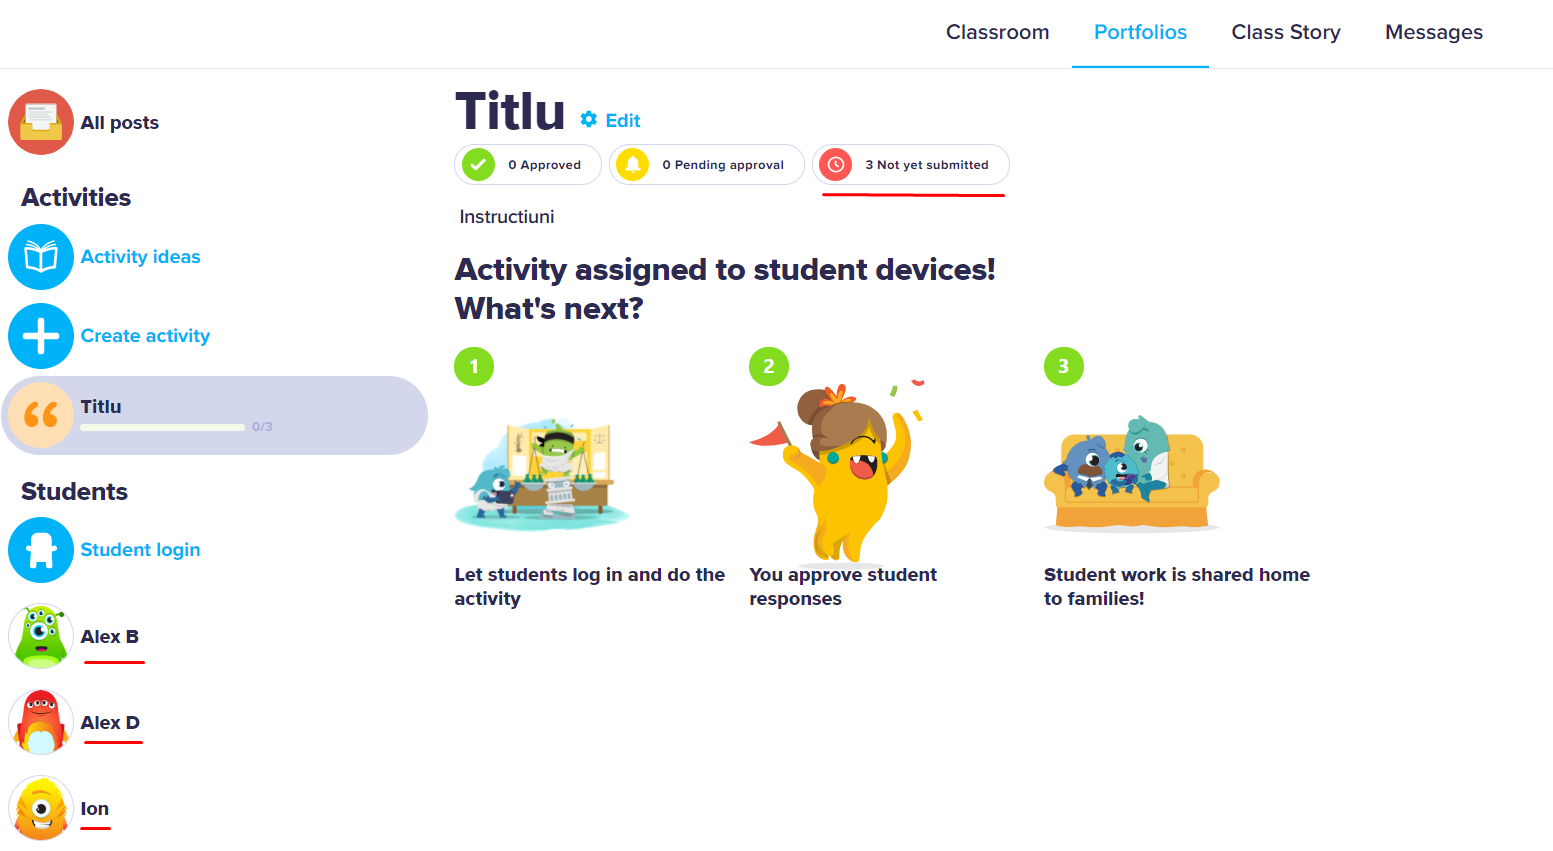 Classroom
Portfolios
Class Story
Messages
All posts
Activities
Activity ideas
Create activity
Titlu
0/3
Students
Student login
Alex B
Alex D
Ion
Titlu
Edit
0 Approved
0 Pending approval
3 Not yet submitted
Instructiuni
Activity assigned to student devices!
What's next?
1
Let students log in and do the
activity
2
You approve student
responses
3
Student work is shared home
to families!